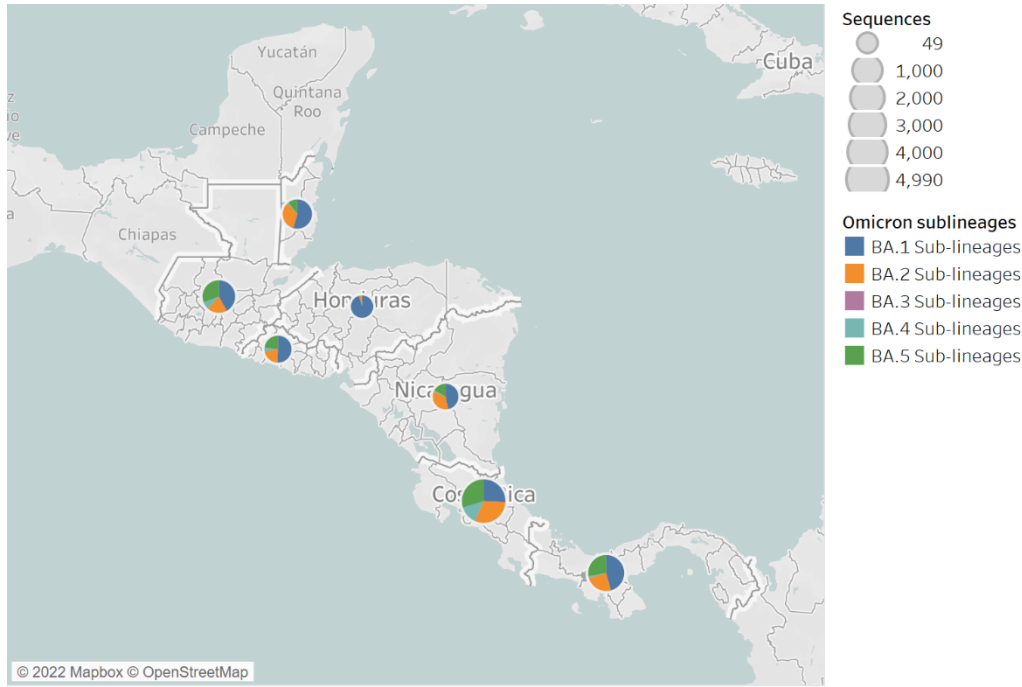 Yucatán
Quintana
Roo
Campeche
Cuba
Chiapas
Honduras
Nicaragua
Costa Rica
© 2022 Mapbox © OpenStreetMap
Sequences
49
1,000
2,000
3,000
4,000
4,990
Omicron sublineages
BA.1 Sub-lineages
BA.2 Sub-lineages
BA.3 Sub-lineages
BA.4 Sub-lineages
BA.5 Sub-lineages